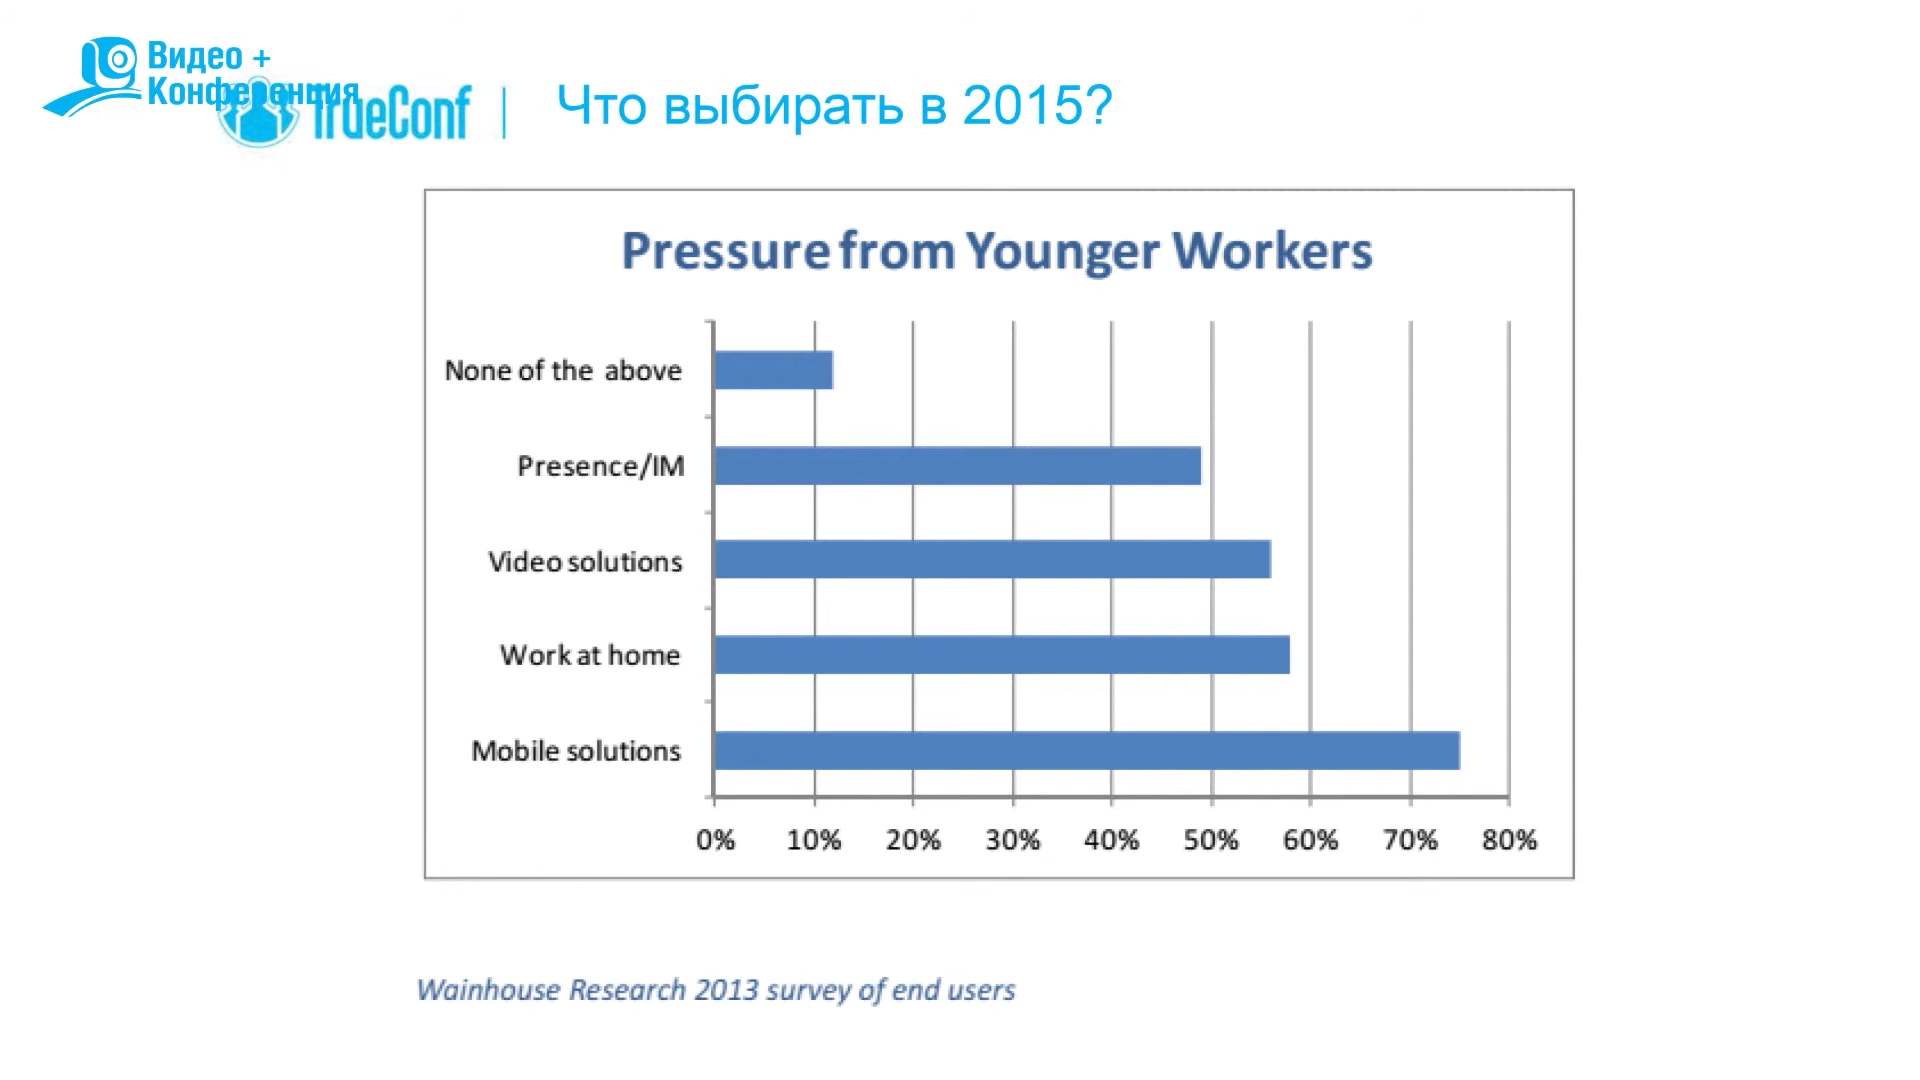 Видео +
Конференция
TrueConf
Что выбирать в 2015?
Pressure from Younger Workers
None of the above
Presence/IM
Video solutions
Work at home
Mobile solutions
0% 10% 20% 30% 40% 50% 60% 70% 80%
Wainhouse Research 2013 survey of end users